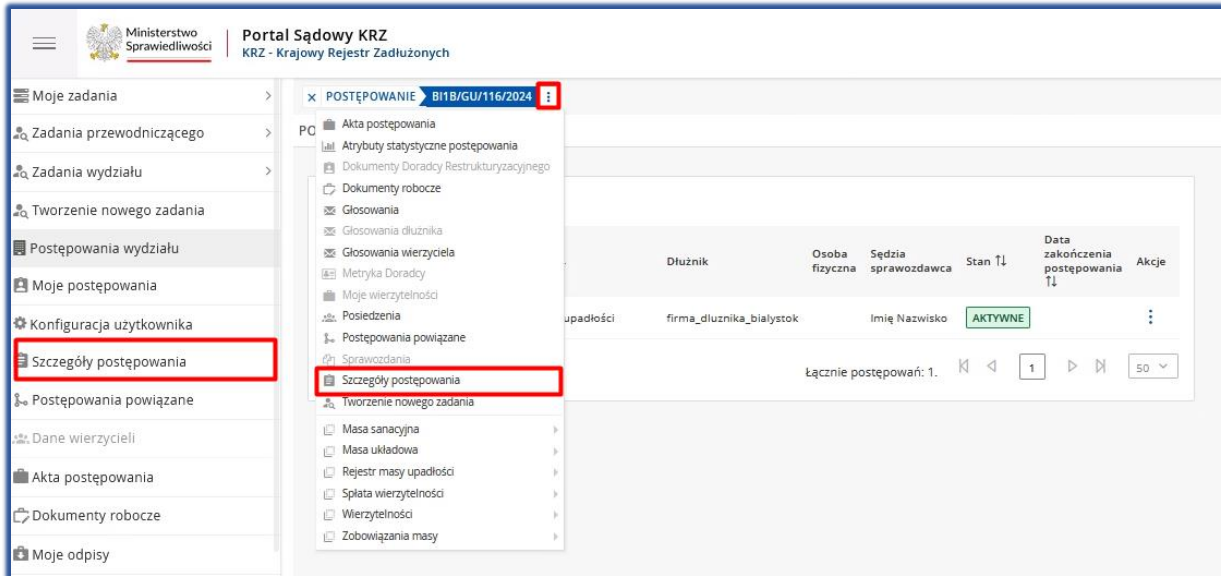 Ministerstwo
Sprawiedliwości
Portal Sądowy KRZ
KRZ - Krajowy Rejestr Zadłużonych
Moje zadania
Zadania przewodniczącego
Zadania wydziału
Tworzenie nowego zadania
Postępowania wydziału
Moje postępowania
Konfiguracja użytkownika
Szczegóły postępowania
Postępowania powiązane
Dane wierzycieli
Akta postępowania
Dokumenty robocze
Moje odpisy
× POSTĘPOWANIE BI1B/GU/116/2024
PO
Akta postępowania
Atrybuty statystyczne postępowania
Dokumenty Doradcy Restrukturyzacyjnego
Dokumenty robocze
Głosowania
Głosowania dłużnika
Głosowania wierzyciela
Metryka Doradcy
Moje wierzytelności
Posiedzenia
Postępowania powiązane
Sprawozdania
Szczegóły postępowania
Tworzenie nowego zadania
Masa sanacyjna
Masa układowa
Rejestr masy upadłości
Spłata wierzytelności
Wierzytelności
Zobowiązania masy
Dłużnik
Osoba
fizyczna
Sędzia
sprawozdawca
Stan ↑↓
Data
zakończenia
postępowania
↑↓
Akcje
upadłości
firma_dluznika_bialystok
Imię Nazwisko
AKTYWNE
Łącznie postępowań: 1.
1
50